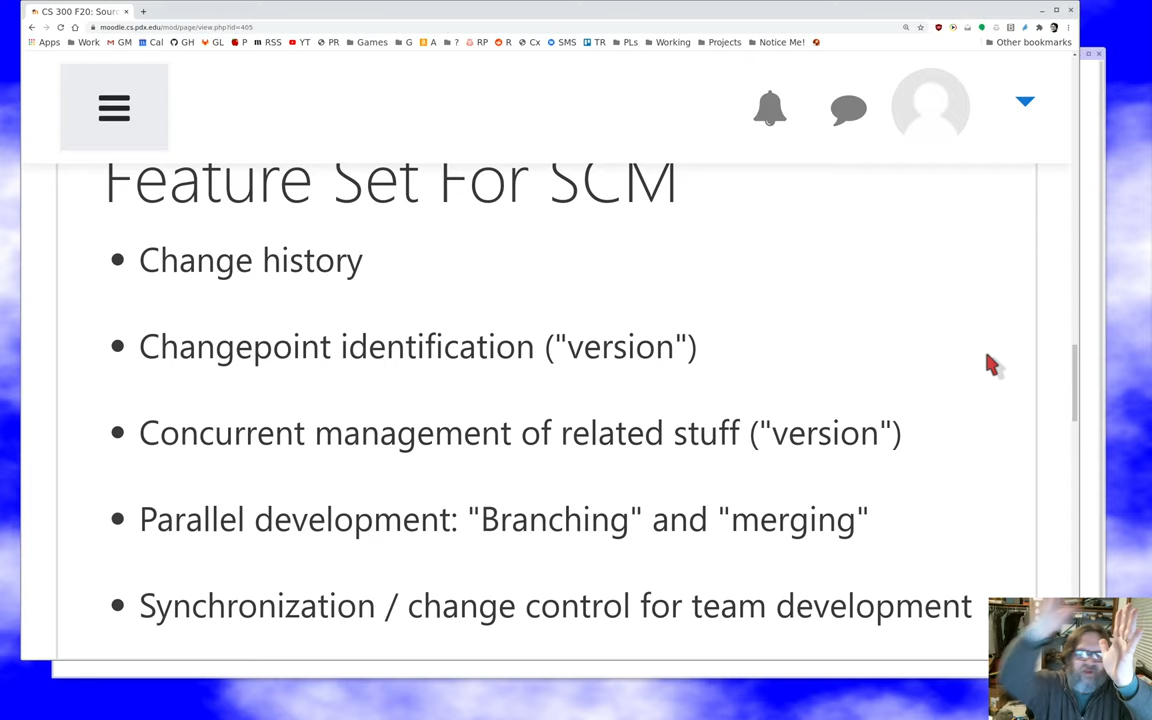 CS 300 F20: Sourc
moodle.cs.pdx.edu/mod/page/view.php?id=405
Apps Work GM Cal GH GL P RSS YT PR Games G A ? RP R Cx SMS TR PLs Working Projects Notice Me! Other bookmarks
Feature Set For SCM
• Change history
• Changepoint identification ("version")
• Concurrent management of related stuff ("version")
• Parallel development: "Branching" and "merging"
• Synchronization / change control for team development